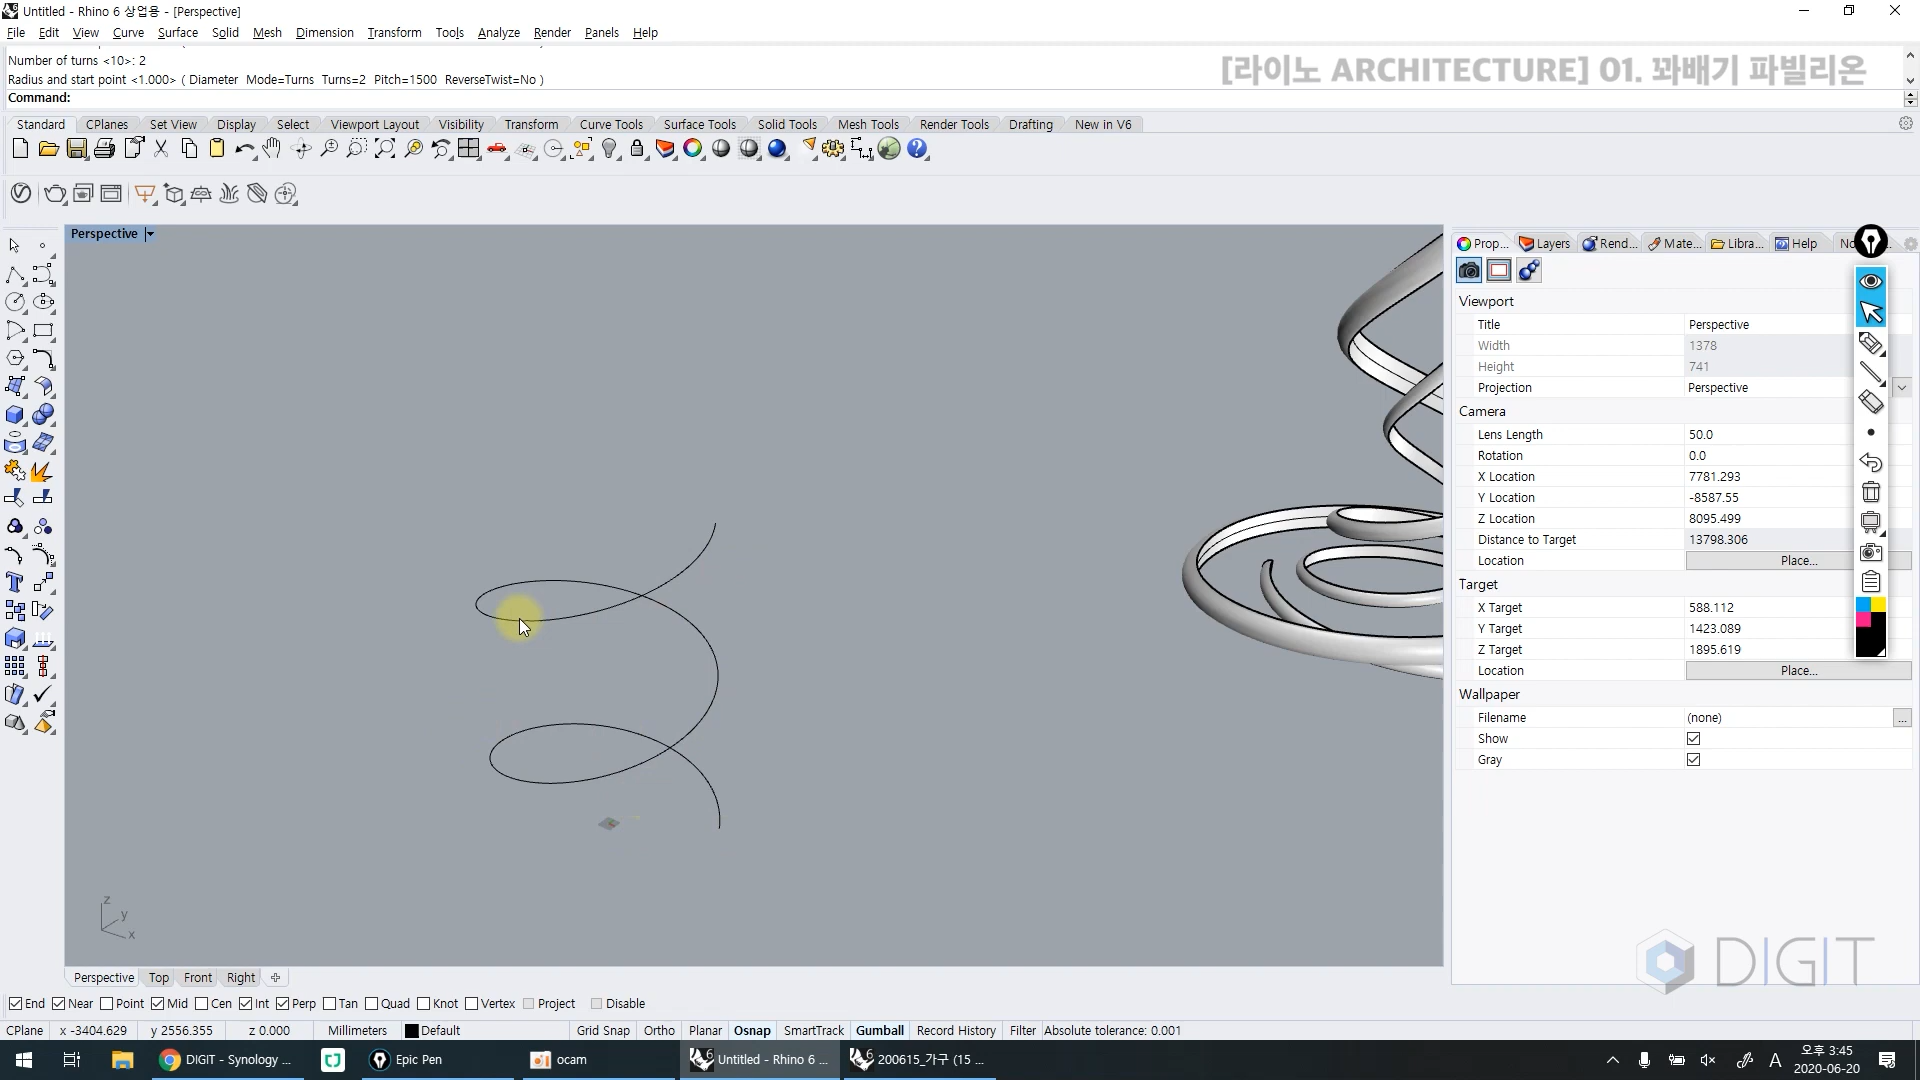 Untitled - Rhino 6 상업용 - [Perspective]
File Edit View Curve Surface Solid Mesh Dimension Transform Tools Analyze Render Panels Help
Number of turns <10>: 2
Radius and start point <1.000> ( Diameter Mode=Turns Turns=2 Pitch=1500 ReverseTwist=No )
Command:
[라이노 ARCHITECTURE] 01. 꽈배기 파빌리온
Standard CPlanes Set View Display Select Viewport Layout Visibility Transform Curve Tools Surface Tools Solid Tools Mesh Tools Render Tools Drafting New in V6
Perspective
Prop... Layers Rend... Mate... Libra... Help
Viewport
Title Perspective
Width 1378
Height 741
Projection Perspective
Camera
Lens Length 50.0
Rotation 0.0
X Location 7781.293
Y Location -8587.55
Z Location 8095.499
Distance to Target 13798.306
Location Place...
Target
X Target 588.112
Y Target 1423.089
Z Target 1895.619
Location Place...
Wallpaper
Filename (none) ...
Show
Gray
z
y
x
DIGIT
Perspective Top Front Right
End Near Point Mid Cen Int Perp Tan Quad Knot Vertex Project Disable
CPlane x -3404.629 y 2556.355 z 0.000 Millimeters Default Grid Snap Ortho Planar Osnap SmartTrack Gumball Record History Filter Absolute tolerance: 0.001
DIGIT - Synology ... Epic Pen ocam Untitled - Rhino 6 ... 200615_가구 (15 ... A 오후 3:45
2020-06-20